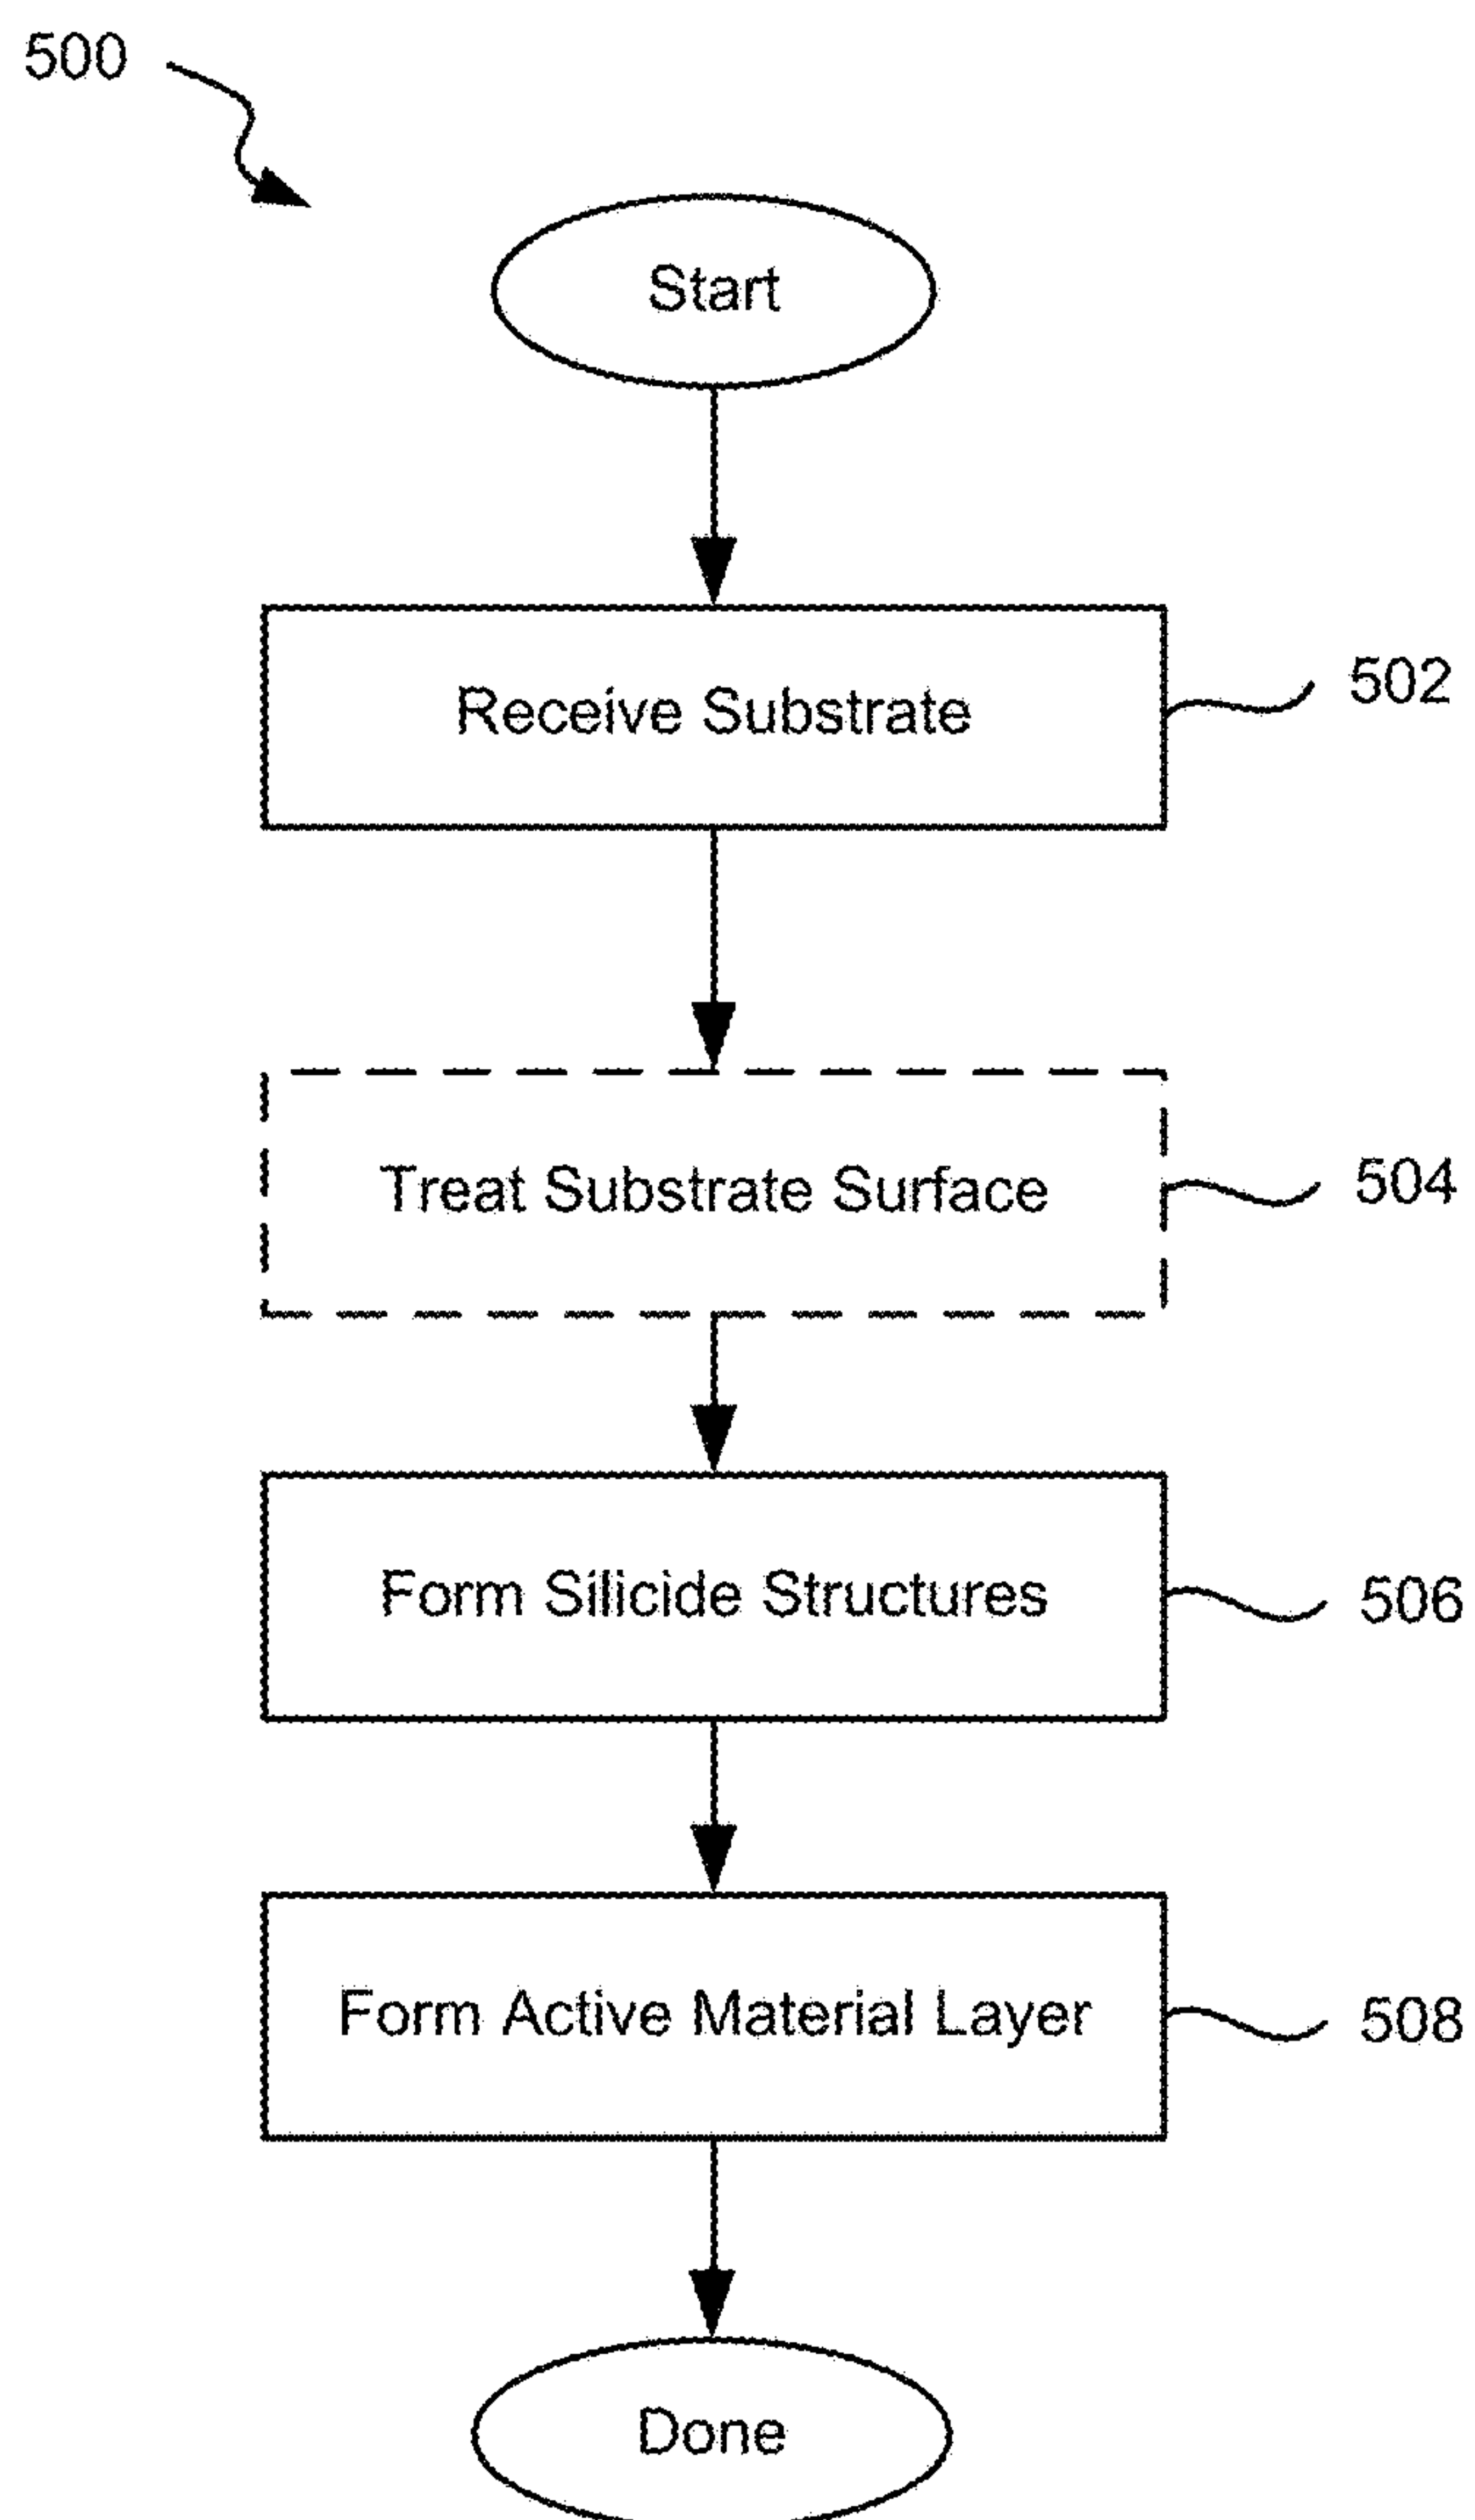 500
Start
Receive Substrate
502
Treat Substrate Surface
504
Form Silicide Structures
506
Form Active Material Layer
508
Done